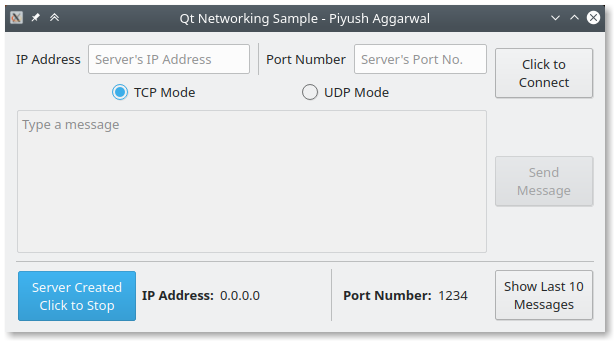 Qt Networking Sample - Piyush Aggarwal
IP Address Server's IP Address Port Number Server's Port No.
Click to
Connect
TCP Mode UDP Mode
Type a message
Send
Message
Server Created
Click to Stop
IP Address: 0.0.0.0 Port Number: 1234
Show Last 10
Messages